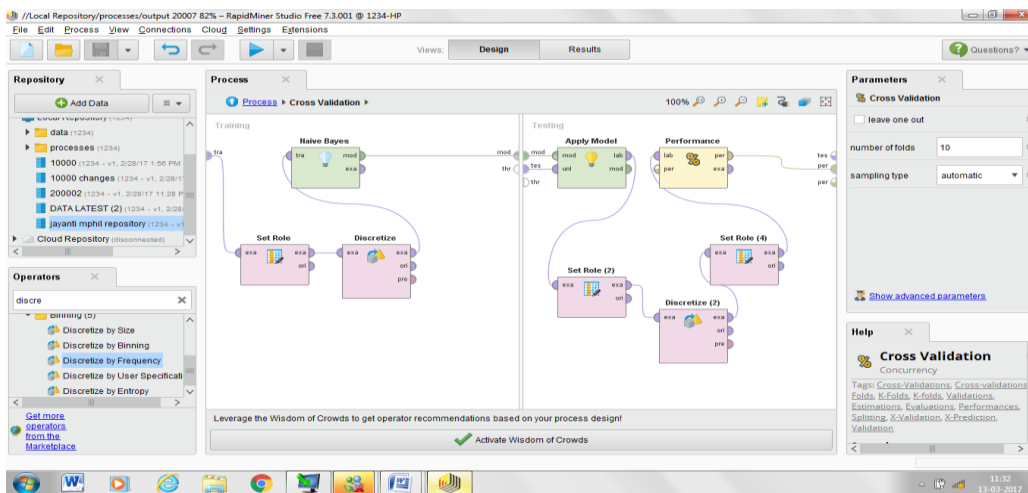 //Local Repository/processes/output 20007 82% – RapidMiner Studio Free 7.3.001 @ 1234-HP
File Edit Process View Connections Cloud Settings Extensions
Views: Design Results Questions?
Repository
Add Data
data (1234)
processes (1234)
10000 (1234 - v1, 2/28/17 1:56 PM
10000 changes (1234 - v1, 2/28/1
200002 (1234 - v1, 2/28/17 11:28 P
DATA LATEST (2) (1234 - v1, 2/28
jayanti mphil repository (1234 - v1
Cloud Repository (disconnected)
Operators
discre
Binning (5)
Discretize by Size
Discretize by Binning
Discretize by Frequency
Discretize by User Specificati
Discretize by Entropy
Get more
operators
from the
Marketplace
Process
Process Cross Validation
100%
Training
tra
Naive Bayes
tra mod
exa
mod
thr
Set Role
exa exa
ori
Discretize
exa exa
ori
pre
Testing
mod
tes
thr
Apply Model
mod lab
unl mod
Performance
lab per
per exa
tes
per
per
Set Role (2)
exa exa
ori
Discretize (2)
exa exa
ori
pre
Set Role (4)
exa exa
ori
Leverage the Wisdom of Crowds to get operator recommendations based on your process design!
Activate Wisdom of Crowds
Parameters
Cross Validation
leave one out
number of folds 10
sampling type automatic
Show advanced parameters
Help
Cross Validation
Concurrency
Tags: Cross-Validations, Cross-validations
Folds, K-Folds, K-folds, Validations,
Estimations, Evaluations, Performances,
Splitting, X-Validation, X-Prediction,
Validation
11:32
13-03-2017